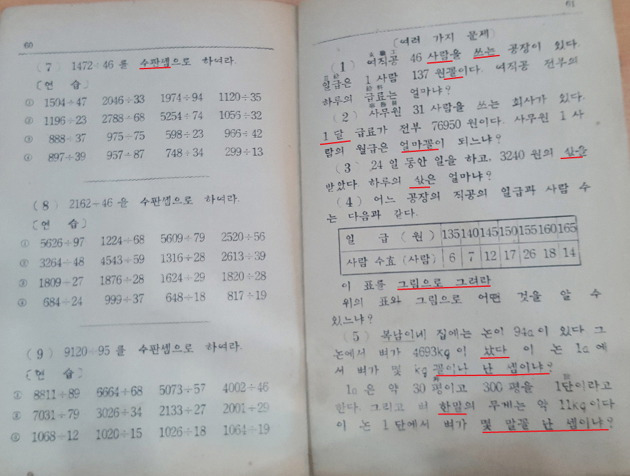 60
(7) 1472÷46 를 수판셈으로 하여라.
[연 습]
① 1504÷47 2046÷33 1974÷94 1120÷35
② 1196÷23 2788÷68 5254÷74 1056÷32
③ 888÷37 975÷75 598÷23 966÷42
④ 897÷39 957÷87 748÷34 299÷13
(8) 2162÷46을 수판셈으로 하여라.
[연 습]
① 5626÷97 1224÷68 5609÷79 2520÷56
② 3264÷48 4543÷59 1316÷28 2613÷39
③ 1809÷27 1876÷28 1624÷29 1820÷28
④ 684÷24 999÷37 648÷18 817÷19
(9) 9120÷95 를 수판셈으로 하여라.
[연 습]
① 8811÷89 6664÷68 5073÷57 4002÷46
② 7031÷79 3026÷34 2133÷27 2001÷29
③ 1068÷12 1020÷15 1026÷18 1064÷19
61
(여러 가지 문제)
(1) 여직공 46 사람을 쓰는 공장이 있다.
일급은 1 사람 137 원꼴이다. 여직공 전부의
하루의 급료는 얼마냐?
(2) 사무원 31 사람을 쓰는 회사가 있다.
1 달 급료가 전부 76950 원이다. 사무원 1 사
람의 월급은 얼마꼴이 되느냐?
(3) 24 일 동안 일을 하고, 3240 원의 삯을
받았다. 하루의 삯은 얼마냐?
(4) 어느 공장의 직공의 일급과 사람 수
는 다음과 같다.
일 급 (원) 135 140 145 150 155 160 165
사람 수효 (사람) 6 7 12 17 26 18 14
이 표를 그림으로 그려라
위의 표와 그림으로 어떤 것을 알 수
있느냐?
(5) 복남이네 집에는 논이 94a 이 있다 그
논에서 벼가 4693kg 이 났다 이 논 1a 에
서 벼가 몇 kg 꼴이나 난 셈이냐?
1a 은 약 30 평이고 300 평을 1단이라고
한다. 그리고 벼 한말의 무게는 약 11kg이다
이 논 1 단에서 벼가 몇 말꼴 난 셈이냐?